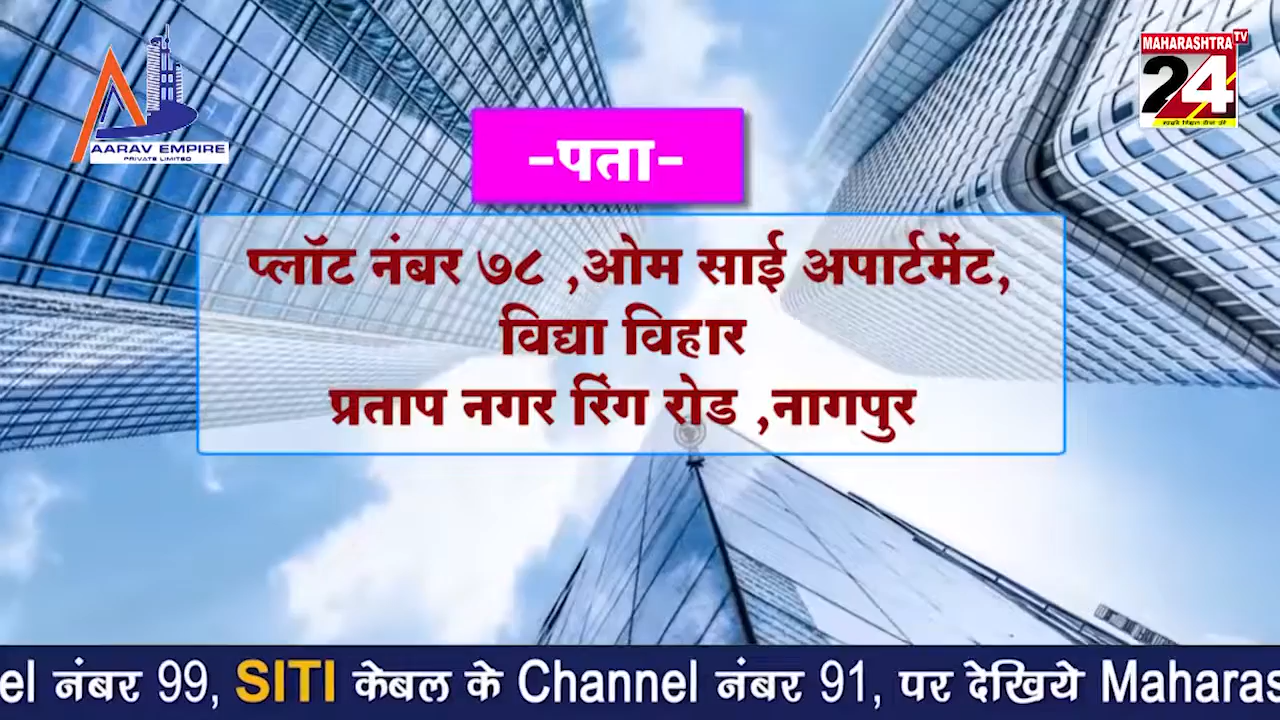 AARAV EMPIRE
PRIVATE LIMITED
MAHARASHTRA TV
24
-पता-
प्लॉट नंबर ७८ ,ओम साई अपार्टमेंट,
विद्या विहार
प्रताप नगर रिंग रोड ,नागपुर
el नंबर 99, SITI केबल के Channel नंबर 91, पर देखिये Maharas